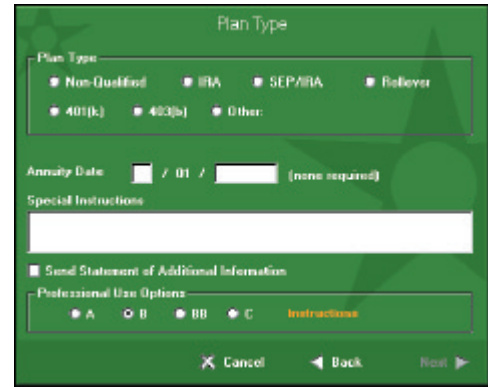 Plan Type
Plan Type
Non-Qualified IRA SEP/IRA Rollover
401(k) 403(b) Other:
Annuity Date / 01 / (none required)
Special Instructions
Send Statement of Additional Information
Professional Use Options
A B BB C Instructions
Cancel Back Next